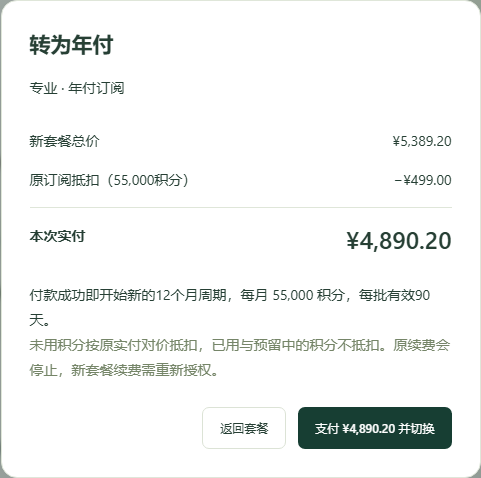 转为年付
专业 · 年付订阅
新套餐总价 ¥5,389.20
原订阅抵扣（55,000积分） −¥499.00
本次实付 ¥4,890.20
付款成功即开始新的12个月周期，每月 55,000 积分，每批有效90
天。
未用积分按原实付对价抵扣，已用与预留中的积分不抵扣。原续费会
停止，新套餐续费需重新授权。
返回套餐 支付 ¥4,890.20 并切换